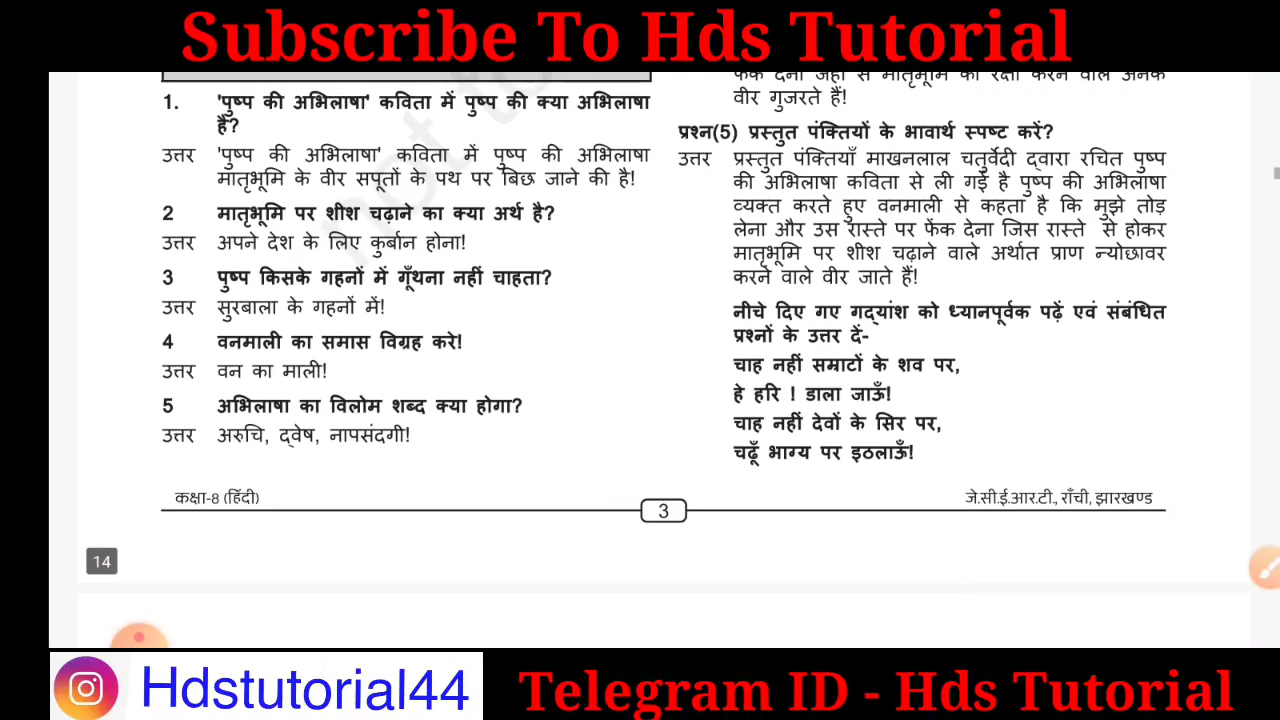 Subscribe To Hds Tutorial
1. 'पुष्प की अभिलाषा' कविता में पुष्प की क्या अभिलाषा
है?
उत्तर 'पुष्प की अभिलाषा' कविता में पुष्प की अभिलाषा
मातृभूमि के वीर सपूतों के पथ पर बिछ जाने की है!
2 मातृभूमि पर शीश चढ़ाने का क्या अर्थ है?
उत्तर अपने देश के लिए कुर्बान होना!
3 पुष्प किसके गहनों में गूँथना नहीं चाहता?
उत्तर सुरबाला के गहनों में!
4 वनमाली का समास विग्रह करे!
उत्तर वन का माली!
5 अभिलाषा का विलोम शब्द क्या होगा?
उत्तर अरुचि, द्वेष, नापसंदगी!
फेंक देना जहाँ से मातृभूमि की रक्षा करने वाले अनेक
वीर गुजरते हैं!
प्रश्न(5) प्रस्तुत पंक्तियों के भावार्थ स्पष्ट करें?
उत्तर प्रस्तुत पंक्तियाँ माखनलाल चतुर्वेदी द्वारा रचित पुष्प
की अभिलाषा कविता से ली गई है पुष्प की अभिलाषा
व्यक्त करते हुए वनमाली से कहता है कि मुझे तोड़
लेना और उस रास्ते पर फेंक देना जिस रास्ते से होकर
मातृभूमि पर शीश चढ़ाने वाले अर्थात प्राण न्योछावर
करने वाले वीर जाते हैं!
नीचे दिए गए गद्यांश को ध्यानपूर्वक पढ़ें एवं संबंधित
प्रश्नों के उत्तर दें-
चाह नहीं सम्राटों के शव पर,
हे हरि ! डाला जाऊँ!
चाह नहीं देवों के सिर पर,
चढूँ भाग्य पर इठलाऊँ!
कक्षा-8 (हिंदी)
3
जे.सी.ई.आर.टी., राँची, झारखण्ड
14
Hdstutorial44
Telegram ID - Hds Tutorial